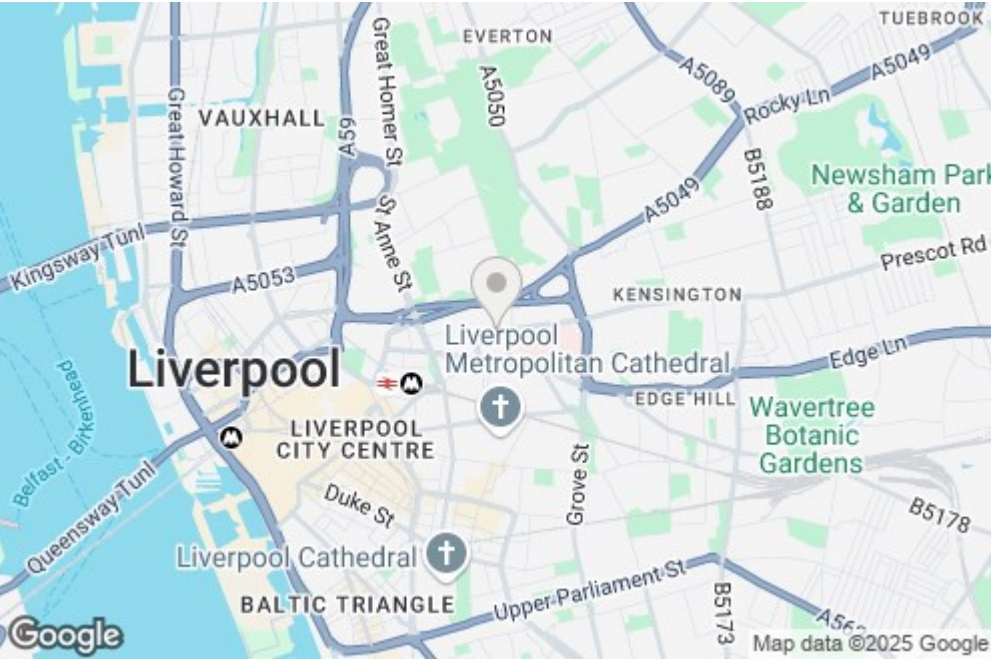 TUEBROOK
EVERTON
Great Homer St
A5050
A5089
A5049
Rocky Ln
VAUXHALL
A59
Great Howard St
B5188
Newsham Park
& Garden
A5049
St Anne St
Kingsway Tunl
A5053
Prescot Rd
KENSINGTON
Liverpool
Metropolitan Cathedral
Liverpool
Edge Ln
EDGE HILL
Wavertree
Botanic
Gardens
LIVERPOOL
CITY CENTRE
Belfast - Birkenhead
Queensway Tunl
Duke St
Grove St
B5178
Liverpool Cathedral
BALTIC TRIANGLE
Upper Parliament St
B5173
Google
Map data ©2025 Google